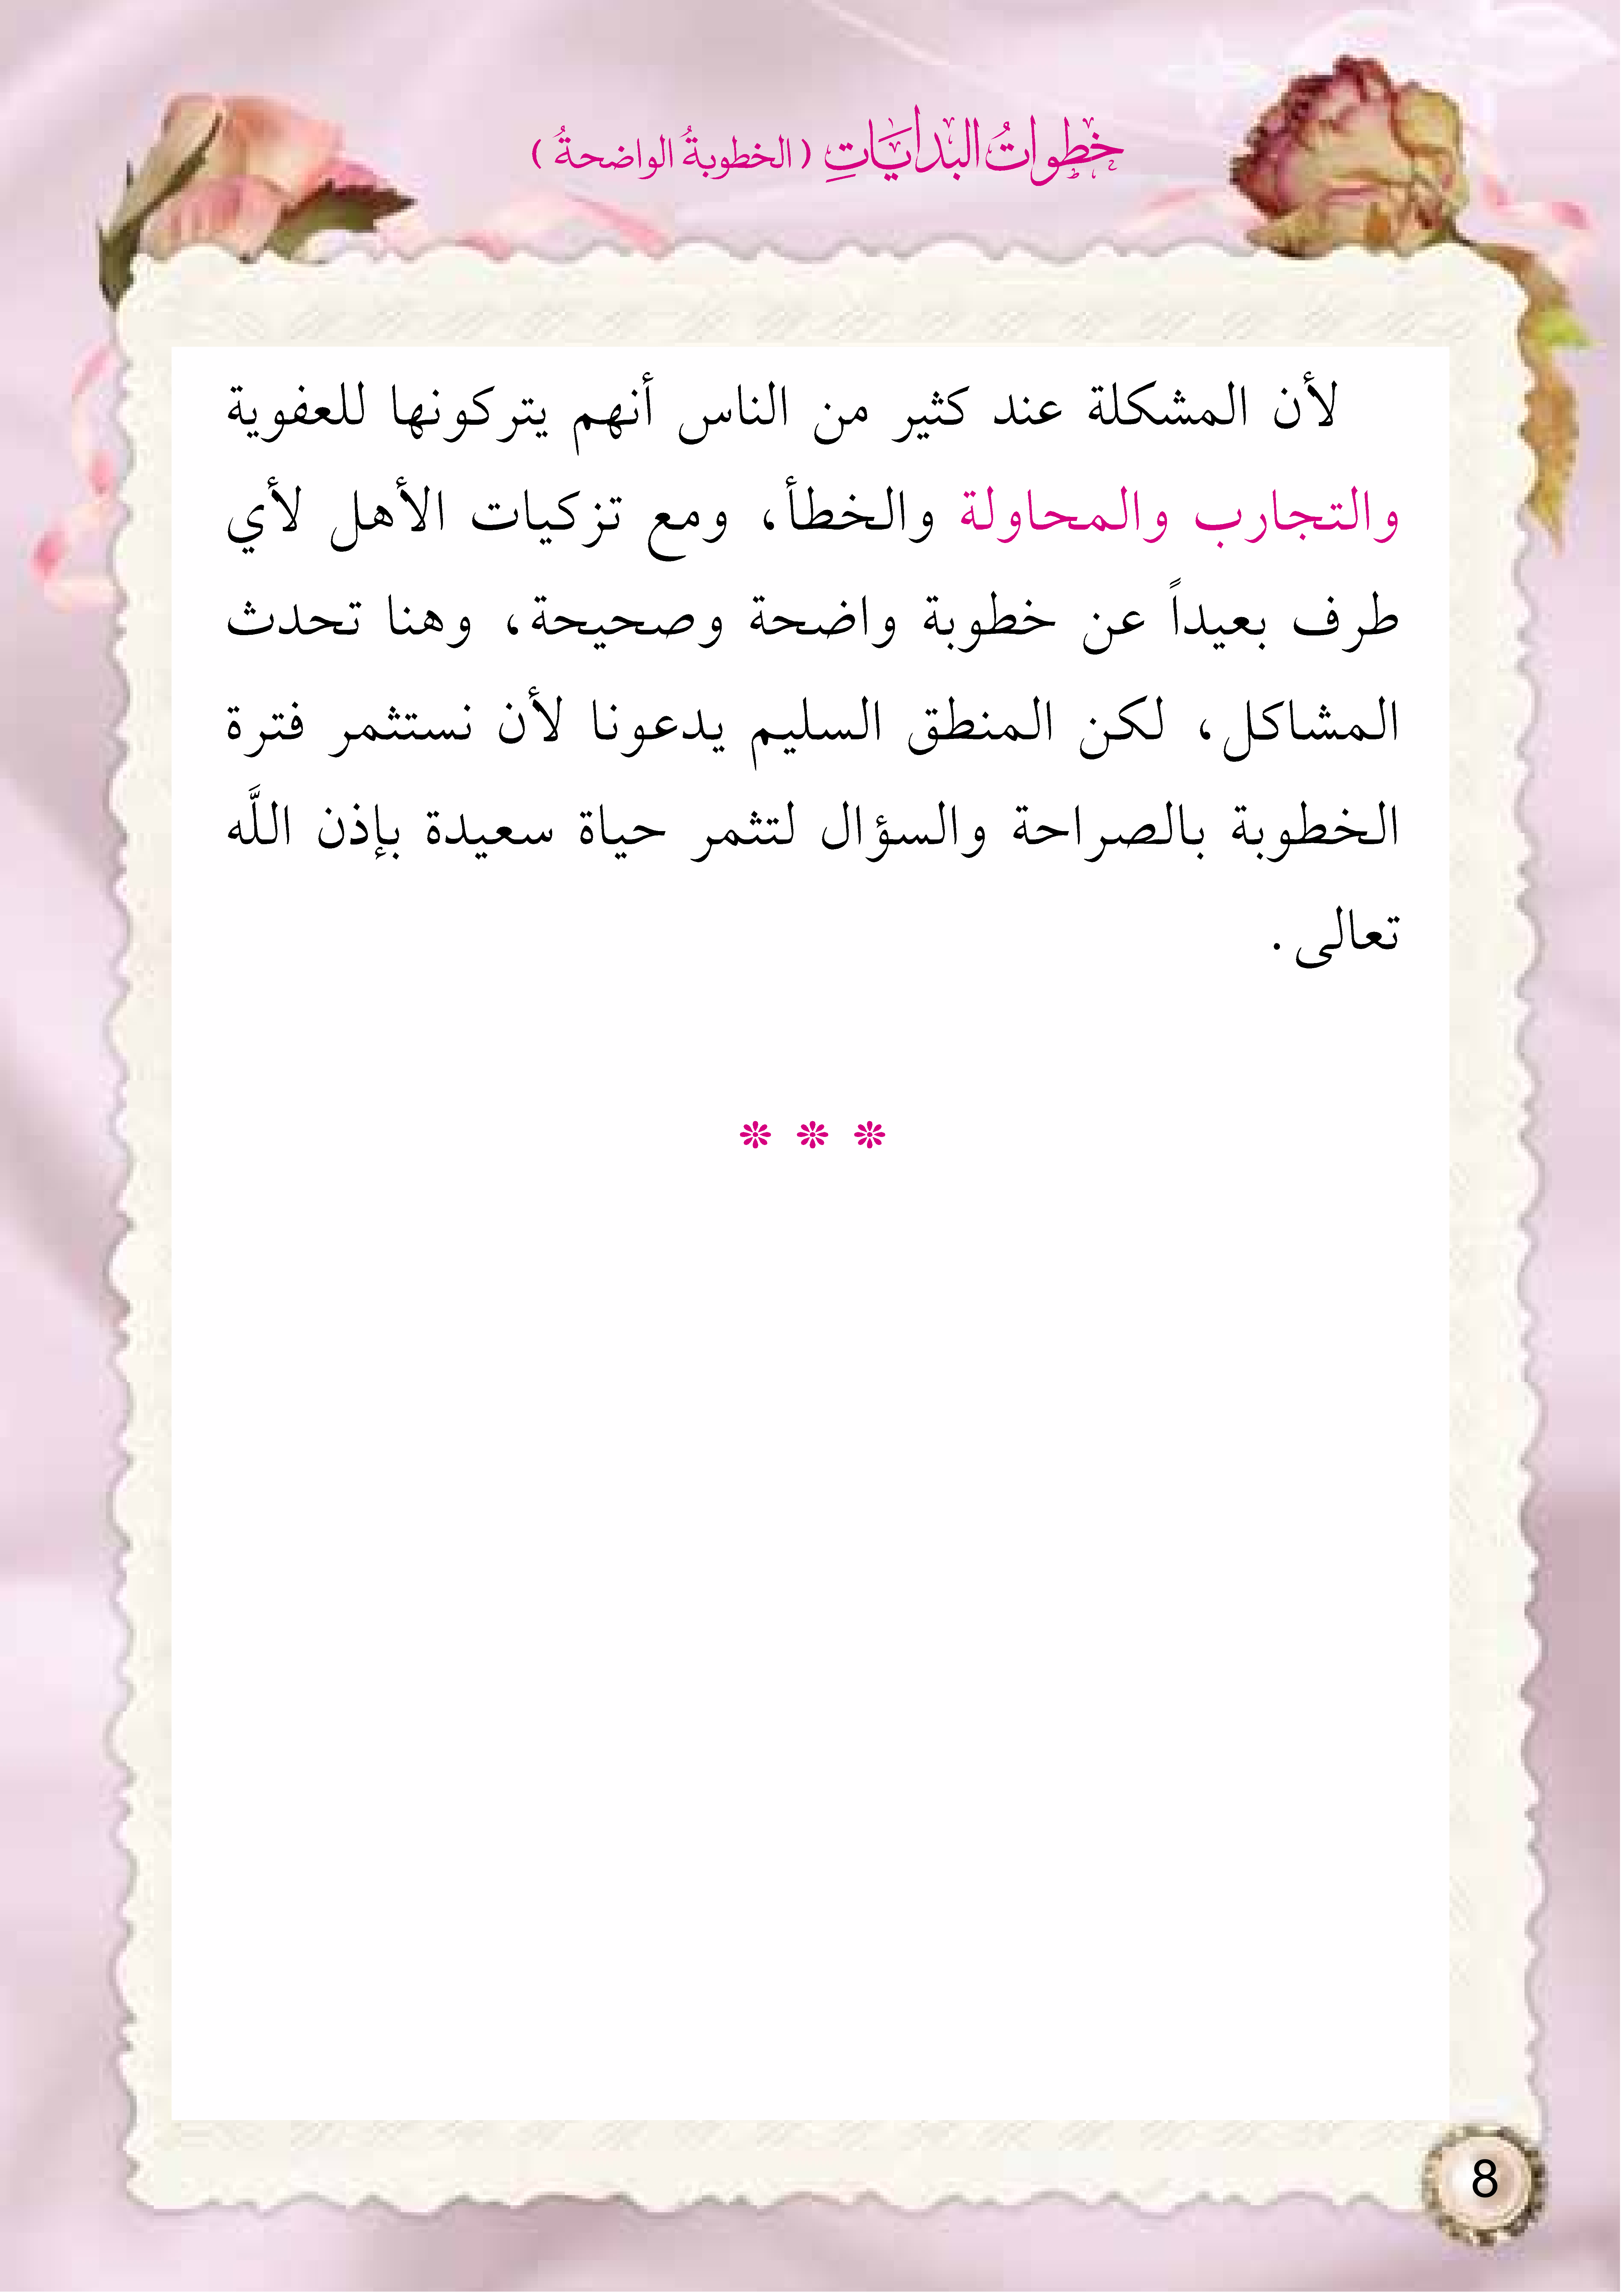 خطواتُ البدايَاتِ ( الخطوبةُ الواضحةُ )
لأن المشكلة عند كثير من الناس أنهم يتركونها للعفوية
والتجارب والمحاولة والخطأ، ومع تزكيات الأهل لأي
طرف بعيداً عن خطوبة واضحة وصحيحة، وهنا تحدث
المشاكل، لكن المنطق السليم يدعونا لأن نستثمر فترة
الخطوبة بالصراحة والسؤال لتثمر حياة سعيدة بإذن اللَّه
تعالى.
❊ ❊ ❊
8